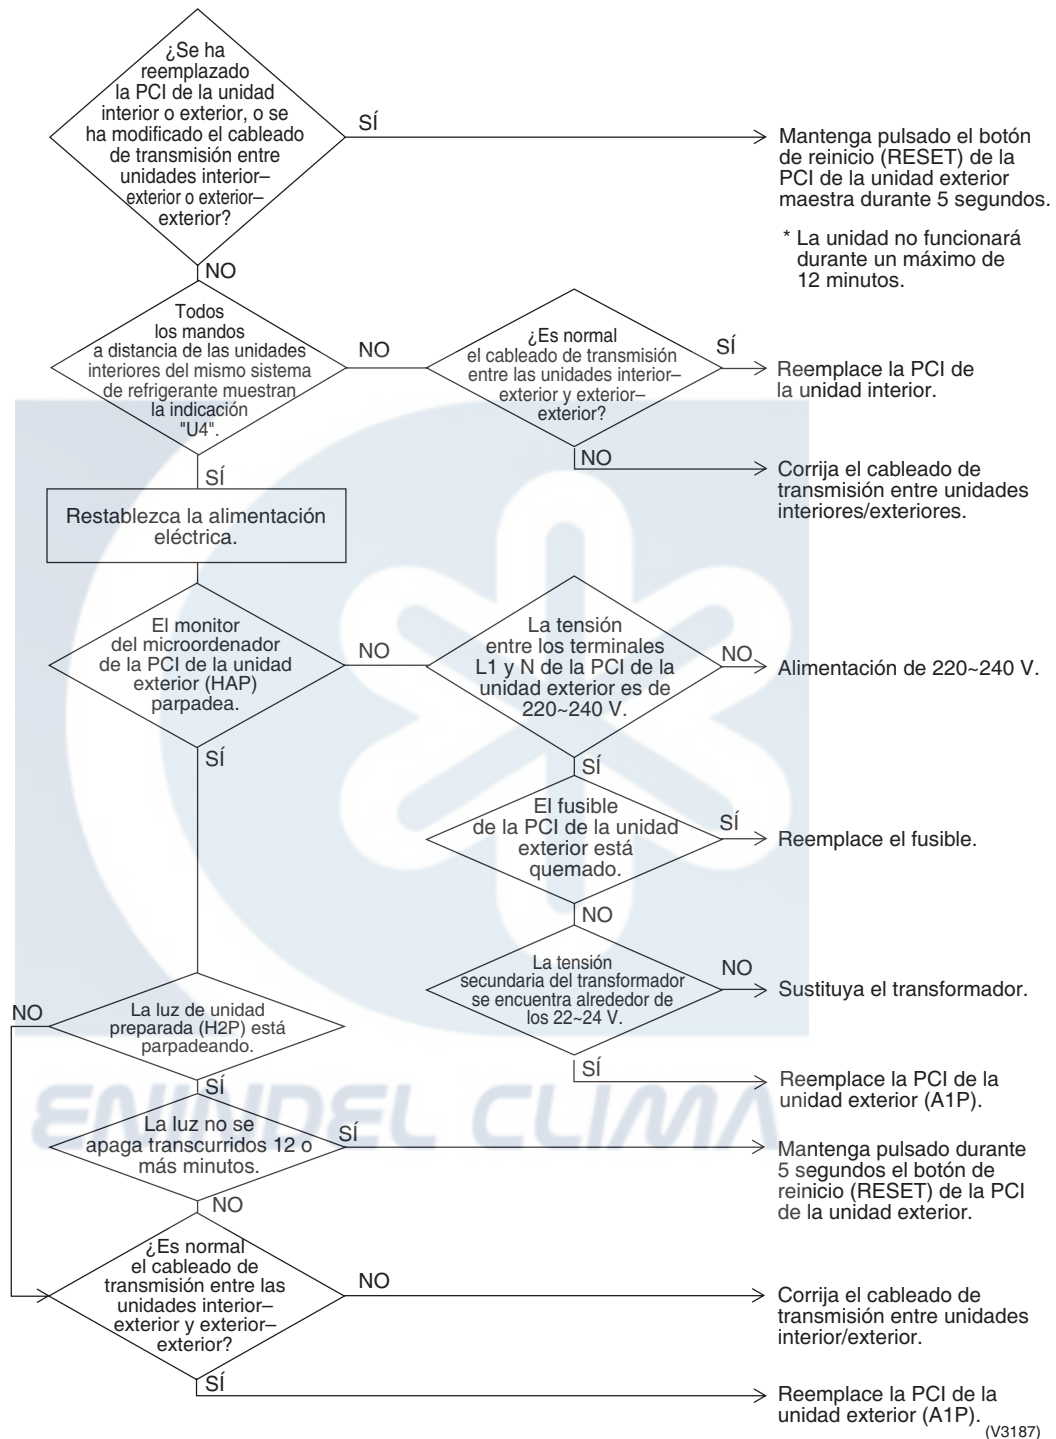 ¿Se ha
reemplazado
la PCI de la unidad
interior o exterior, o se
ha modificado el cableado
de transmisión entre
unidades interior–
exterior o exterior–
exterior?
SÍ
Mantenga pulsado el botón
de reinicio (RESET) de la
PCI de la unidad exterior
maestra durante 5 segundos.
* La unidad no funcionará
durante un máximo de
12 minutos.
NO
Todos
los mandos
a distancia de las unidades
interiores del mismo sistema
de refrigerante muestran
la indicación
"U4".
NO
¿Es normal
el cableado de transmisión
entre las unidades interior–
exterior y exterior–
exterior?
SÍ
Reemplace la PCI de
la unidad interior.
NO
Corrija el cableado de
transmisión entre unidades
interiores/exteriores.
SÍ
Restablezca la alimentación
eléctrica.
El monitor
del microordenador
de la PCI de la unidad
exterior (HAP)
parpadea.
NO
La tensión
entre los terminales
L1 y N de la PCI de la
unidad exterior es de
220~240 V.
NO
Alimentación de 220~240 V.
SÍ
SÍ
El fusible
de la PCI de la unidad
exterior está
quemado.
SÍ
Reemplace el fusible.
NO
La tensión
secundaria del transformador
se encuentra alrededor de
los 22~24 V.
NO
Sustituya el transformador.
SÍ
Reemplace la PCI de la
unidad exterior (A1P).
NO
La luz de unidad
preparada (H2P) está
parpadeando.
SÍ
ENINDEL CLIMA
La luz no se
apaga transcurridos 12 o
más minutos.
SÍ
Mantenga pulsado durante
5 segundos el botón de
reinicio (RESET) de la PCI
de la unidad exterior.
NO
¿Es normal
el cableado de
transmisión entre las
unidades interior–
exterior y exterior–
exterior?
NO
Corrija el cableado de
transmisión entre unidades
interior/exterior.
SÍ
Reemplace la PCI de la
unidad exterior (A1P).
(V3187)